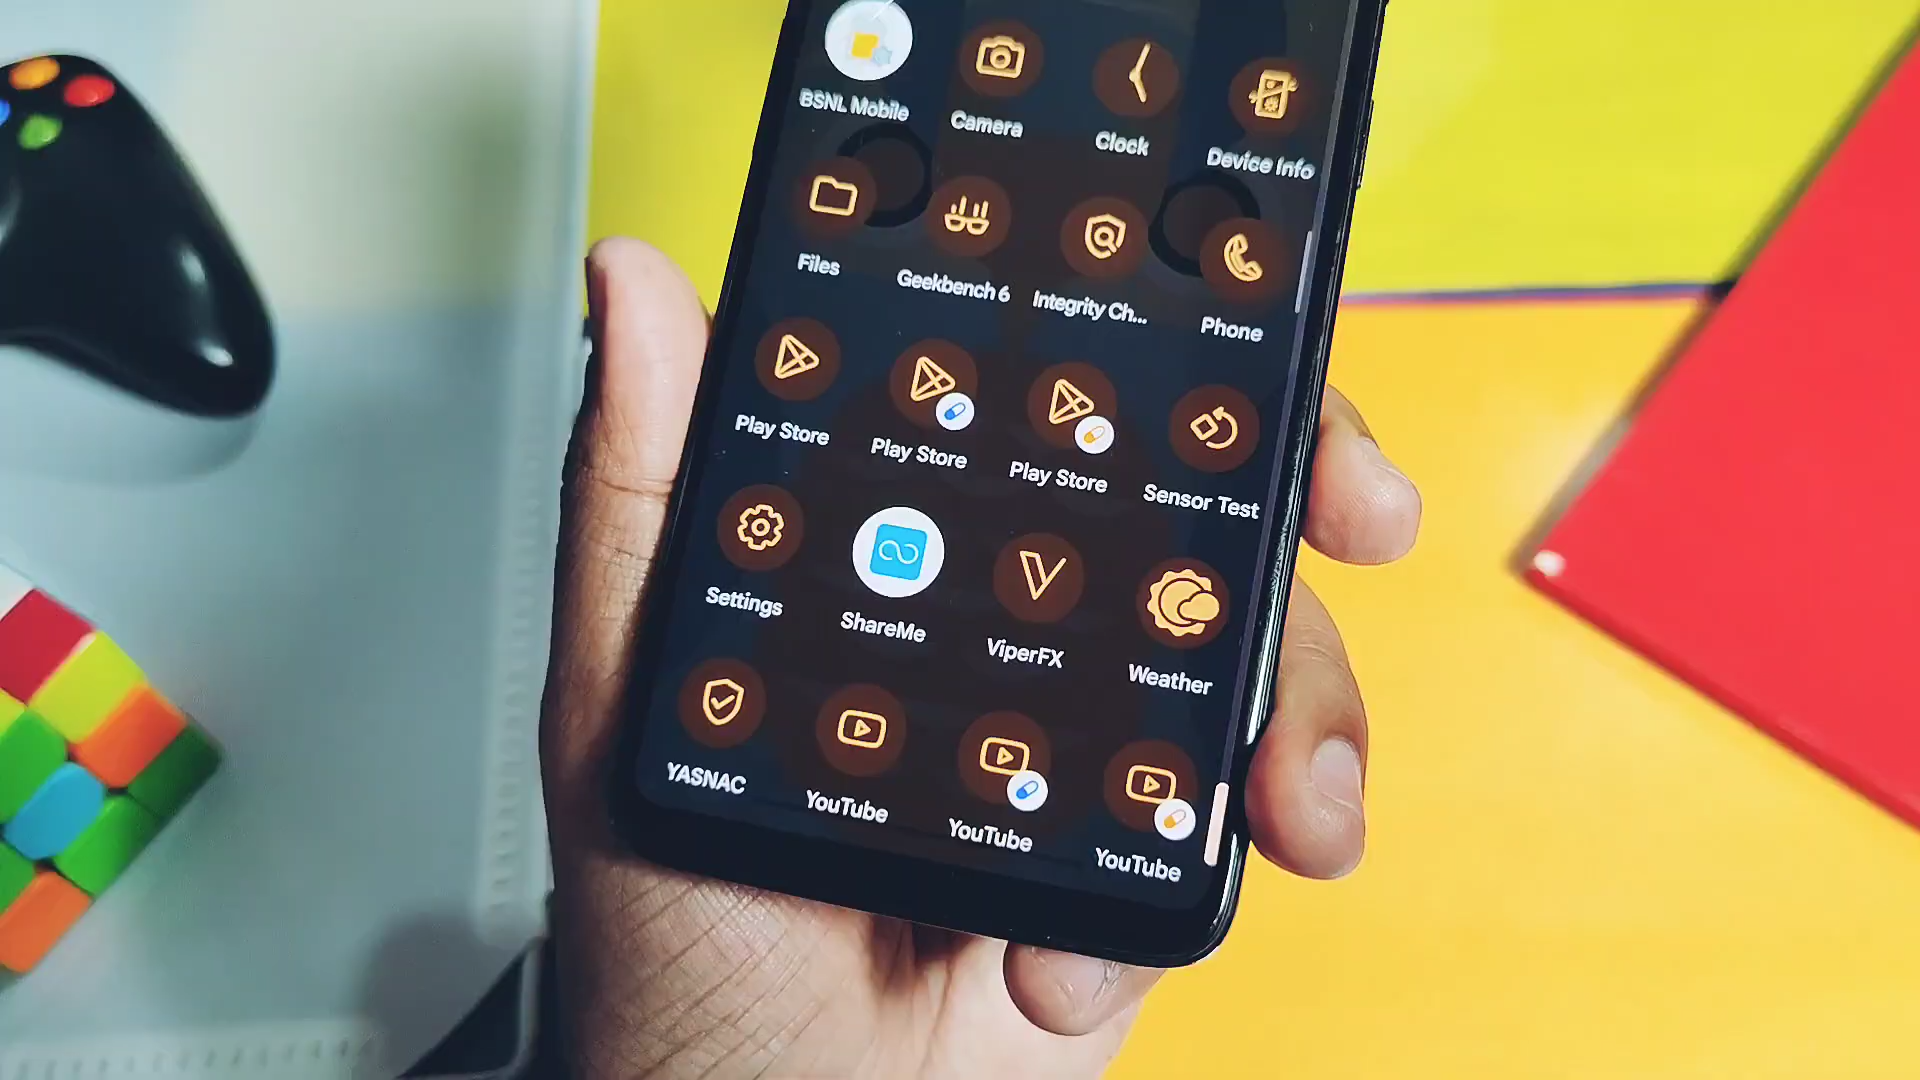 BSNL Mobile
Camera
Clock
Device Info
Files
Geekbench 6
Integrity Ch...
Phone
Play Store
Play Store
Play Store
Sensor Test
Settings
ShareMe
ViperFX
Weather
YASNAC
YouTube
YouTube
YouTube